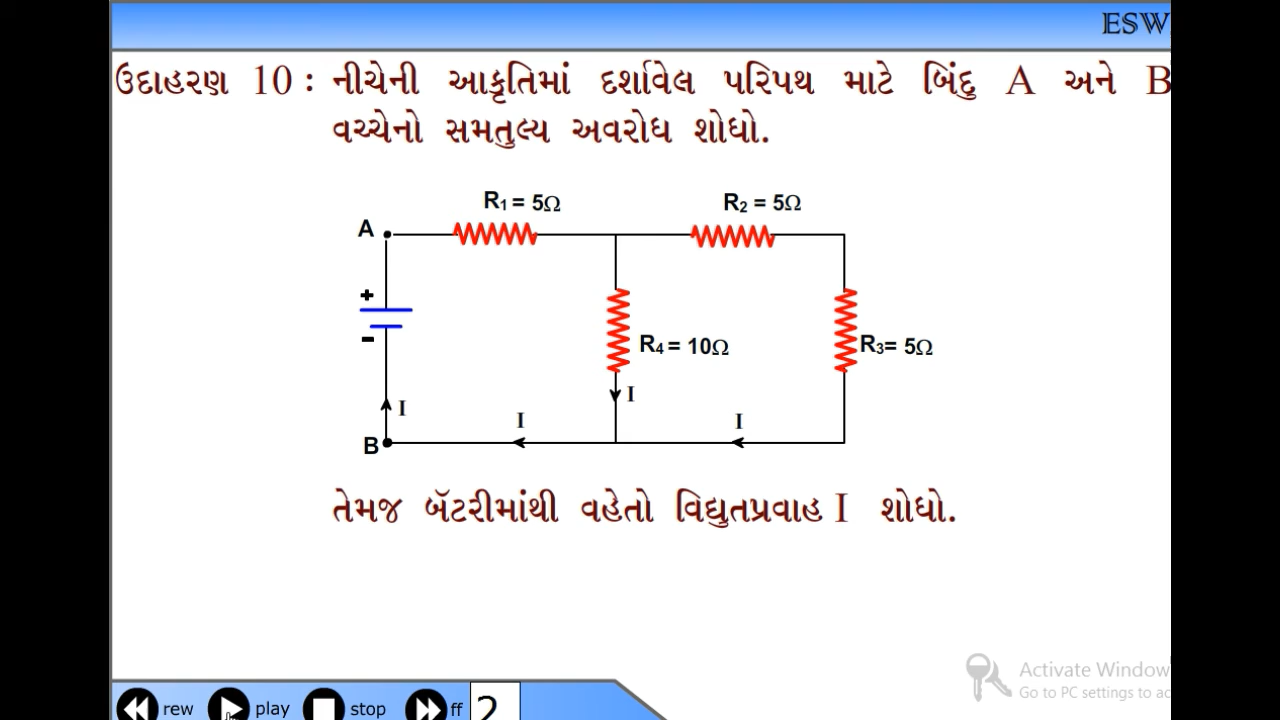 ESW
ઉદાહરણ 10 : નીચેની આકૃતિમાં દર્શાવેલ પરિપથ માટે બિંદુ A અને B
વચ્ચેનો સમતુલ્ય અવરોધ શોધો.
R₁ = 5Ω R₂ = 5Ω
A
+
R₄ = 10Ω R₃= 5Ω
-
I
I
I I
B
તેમજ બૅટરીમાંથી વહેતો વિદ્યુતપ્રવાહ I શોધો.
Activate Window
Go to PC settings to ac
rew play stop ff 2